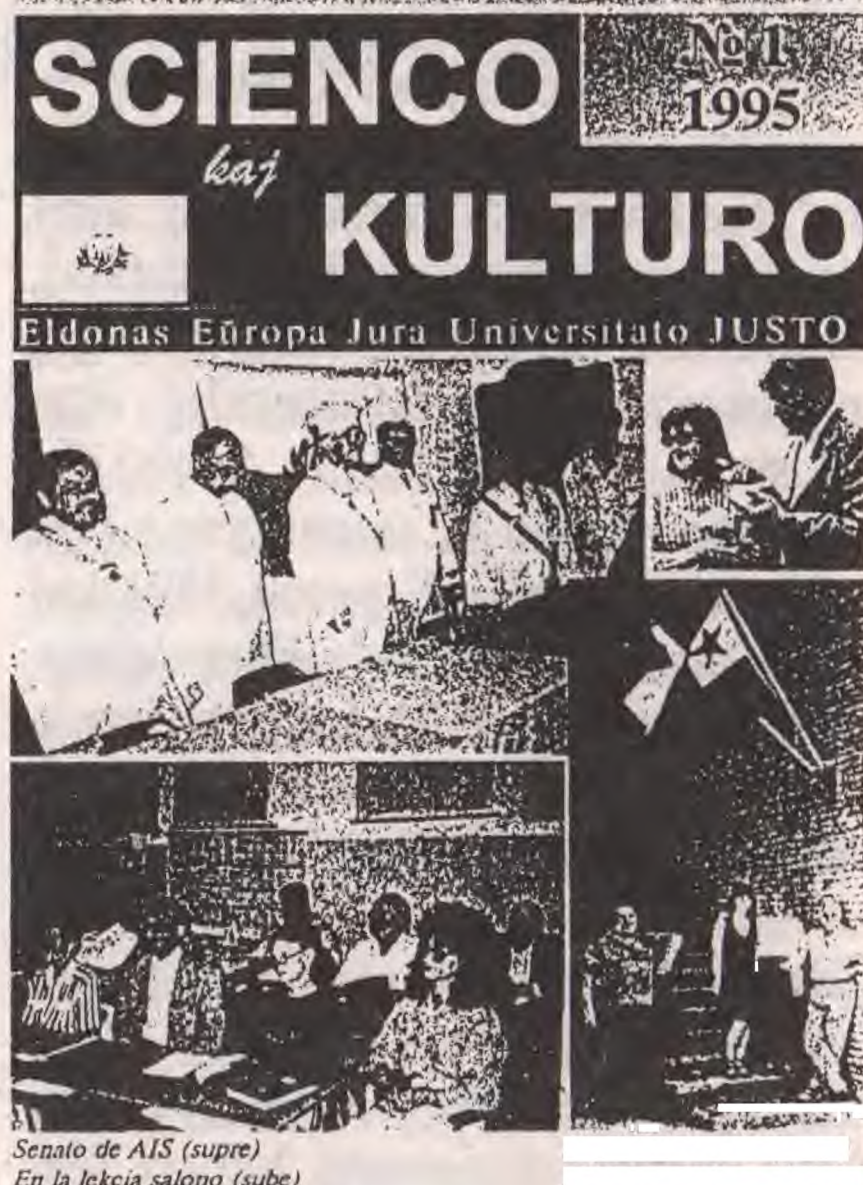 SCIENCO
№ 1
1995
kaj
KULTURO
Eldonas Eŭropa Jura Universitato JUSTO
Senato de AIS (supre)
En la lekcia salono (sube)